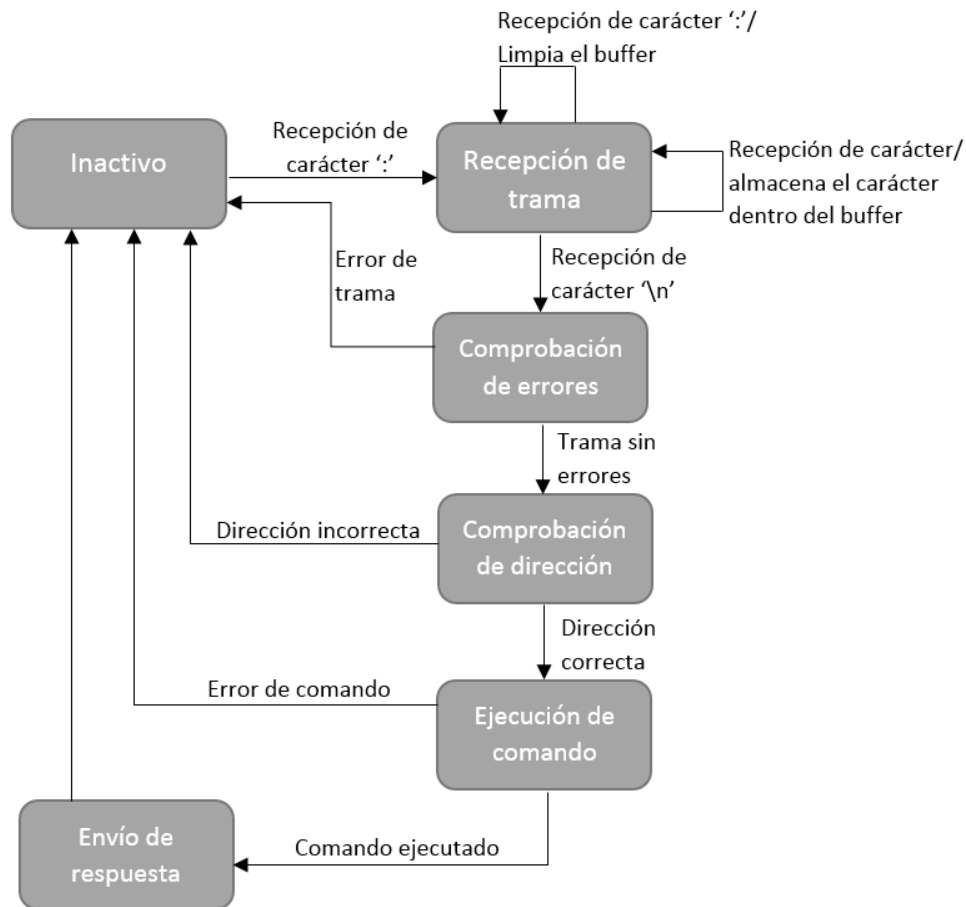 Recepción de carácter ‘:’/
Limpia el buffer
Inactivo
Recepción de
carácter ‘:’
Recepción de
trama
Recepción de carácter/
almacena el carácter
dentro del buffer
Error de
trama
Recepción de
carácter ‘\n’
Comprobación
de errores
Trama sin
errores
Dirección incorrecta
Comprobación
de dirección
Dirección
correcta
Error de comando
Ejecución de
comando
Envío de
respuesta
Comando ejecutado